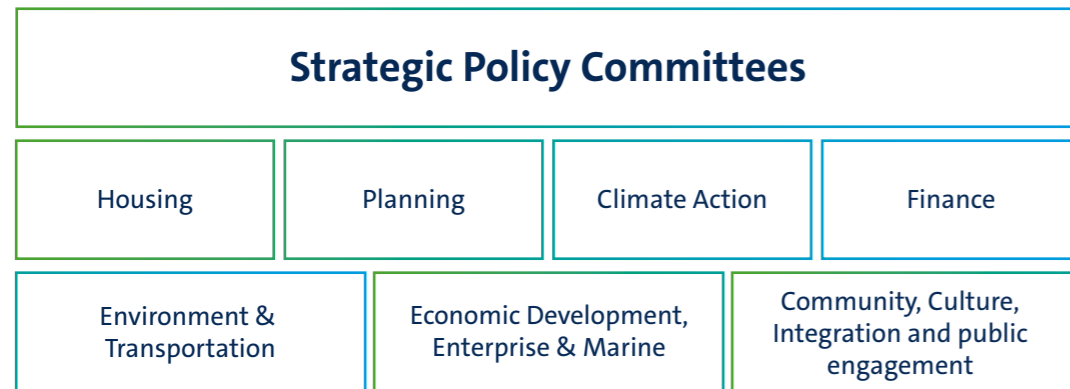 Strategic Policy Committees
Housing
Planning
Climate Action
Finance
Environment &
Transportation
Economic Development,
Enterprise & Marine
Community, Culture,
Integration and public
engagement